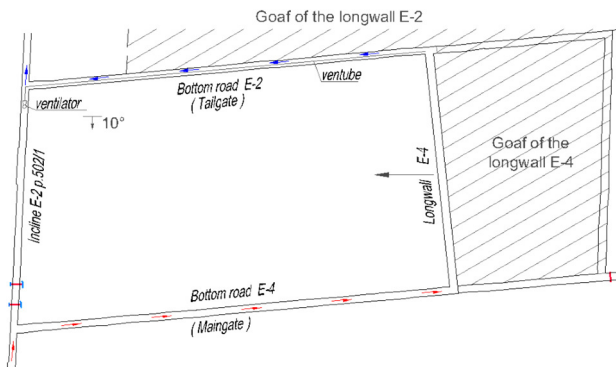 Goaf of the longwall E-2
Bottom road E-2
( Tailgate )
ventube
ventilator
10°
Incline E-2 p.502/1
Longwall E-4
Goaf of the
longwall E-4
Bottom road E-4
( Maingate )